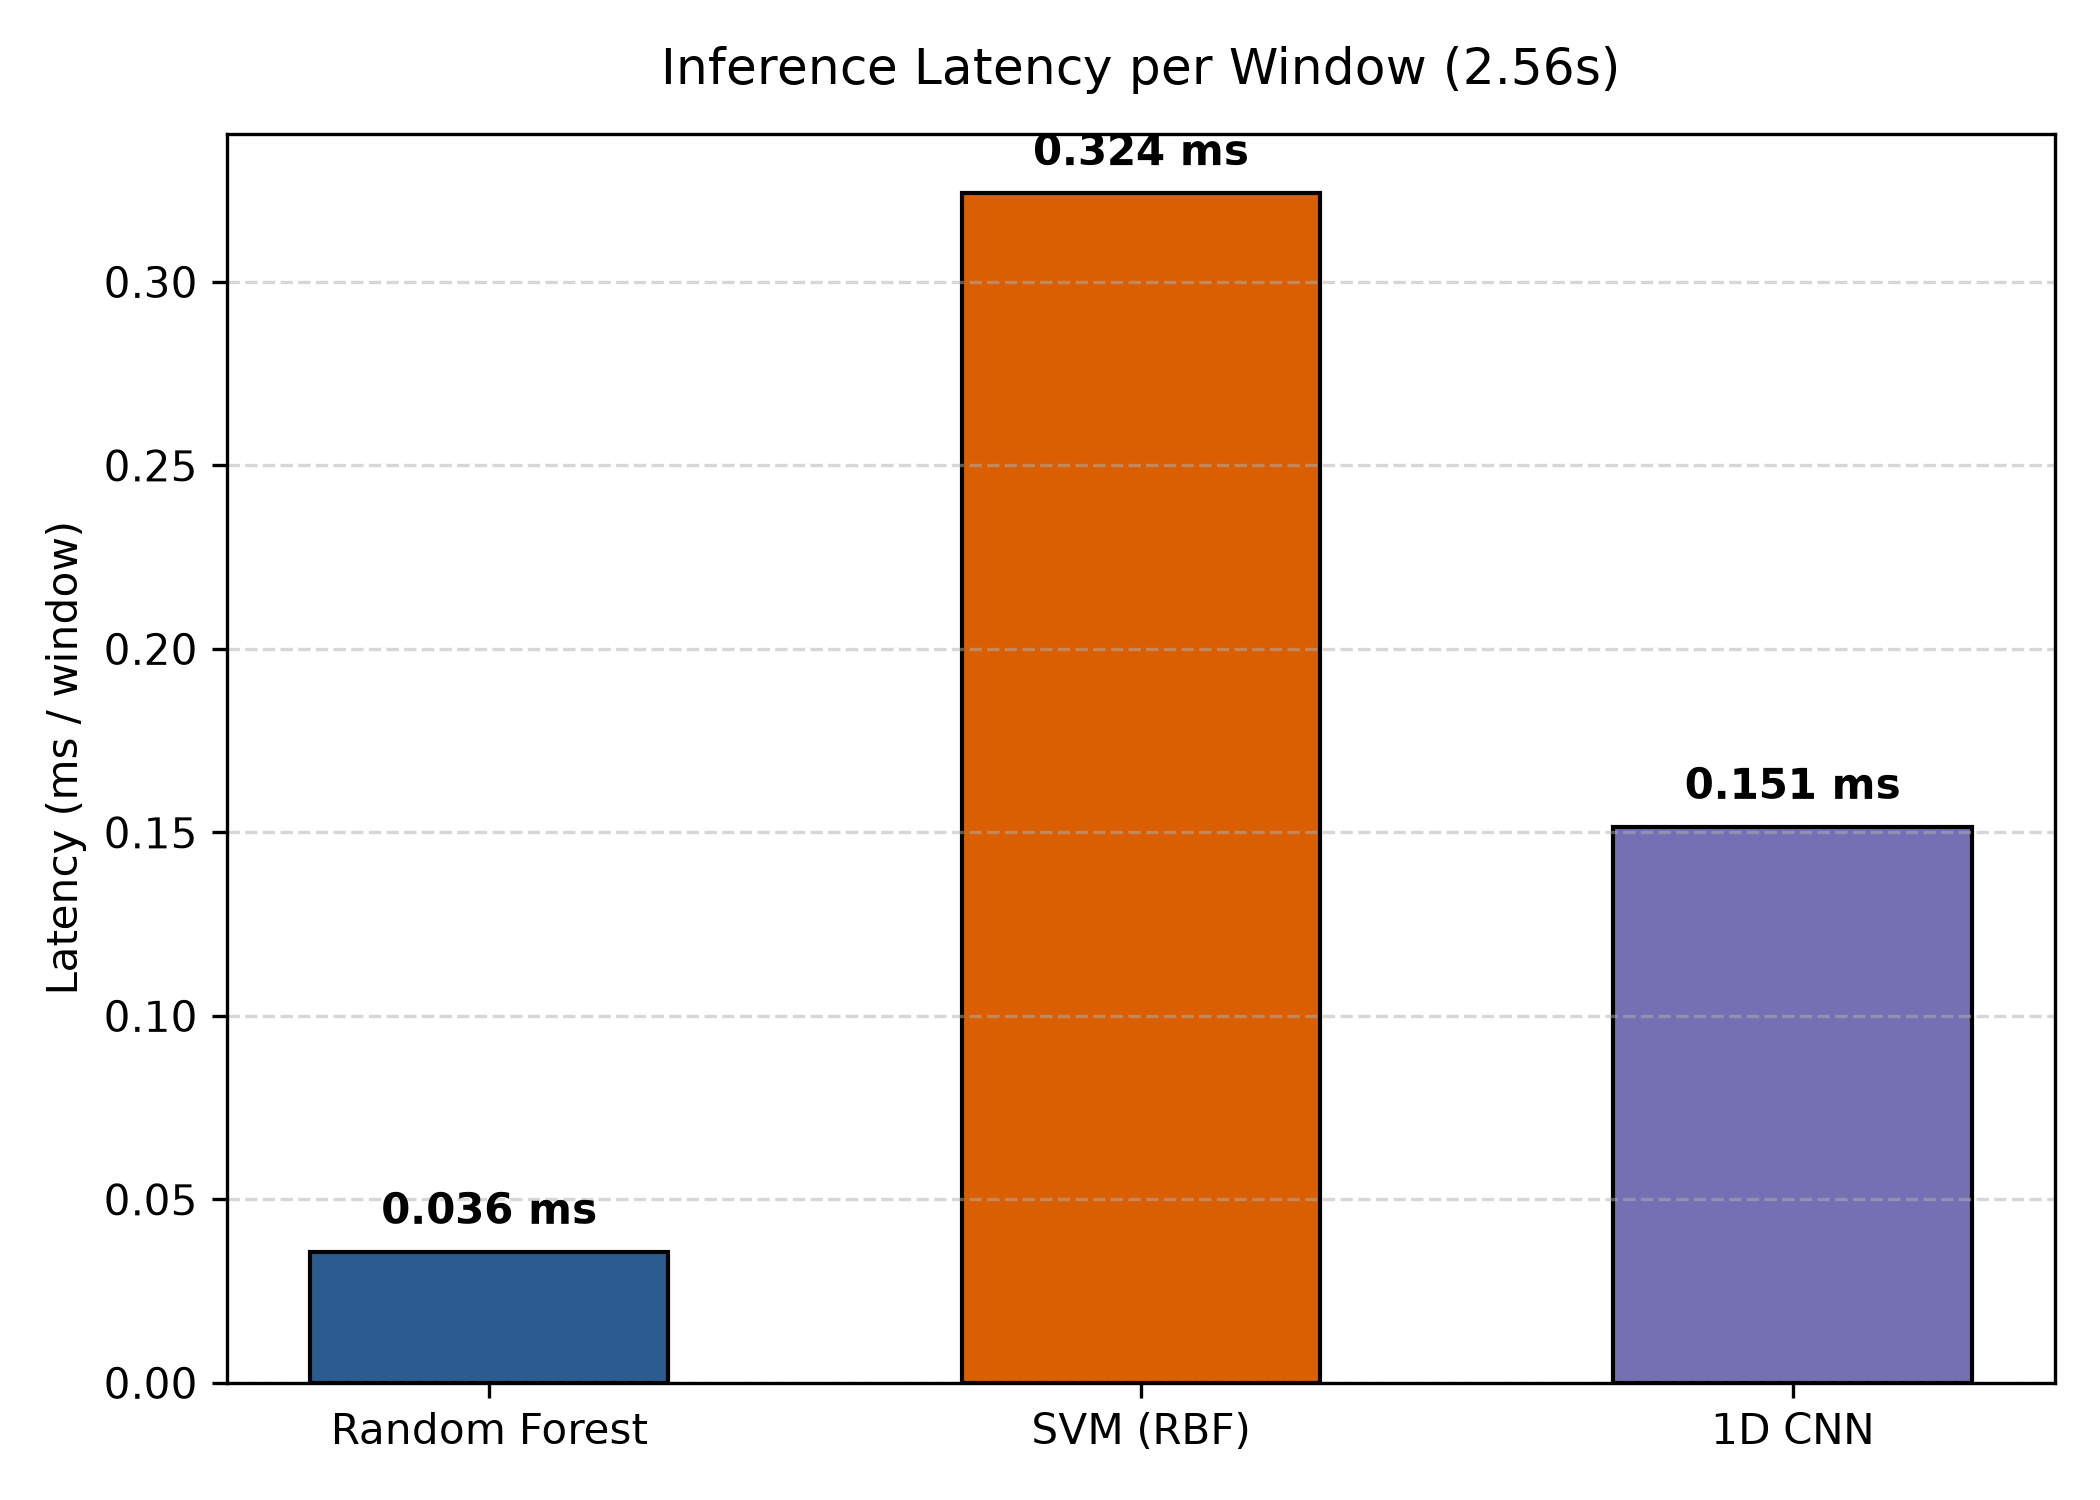 Inference Latency per Window (2.56s)
Latency (ms / window)
0.30
0.25
0.20
0.15
0.10
0.05
0.00
0.036 ms
0.324 ms
0.151 ms
Random Forest
SVM (RBF)
1D CNN